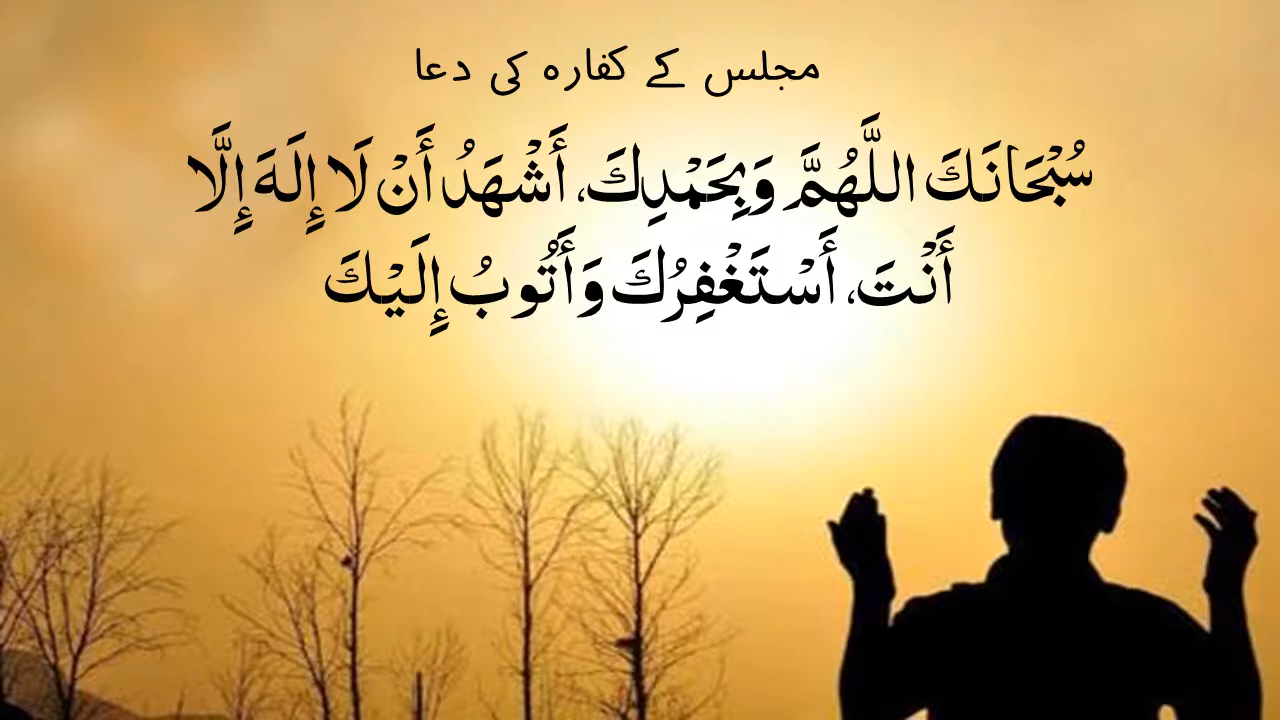 مجلس کے کفارہ کی دعا
سُبْحَانَكَ اللَّهُمَّ وَبِحَمْدِكَ، أَشْهَدُ أَنْ لَا إِلَهَ إِلَّا
أَنْتَ، أَسْتَغْفِرُكَ وَأَتُوبُ إِلَيْكَ